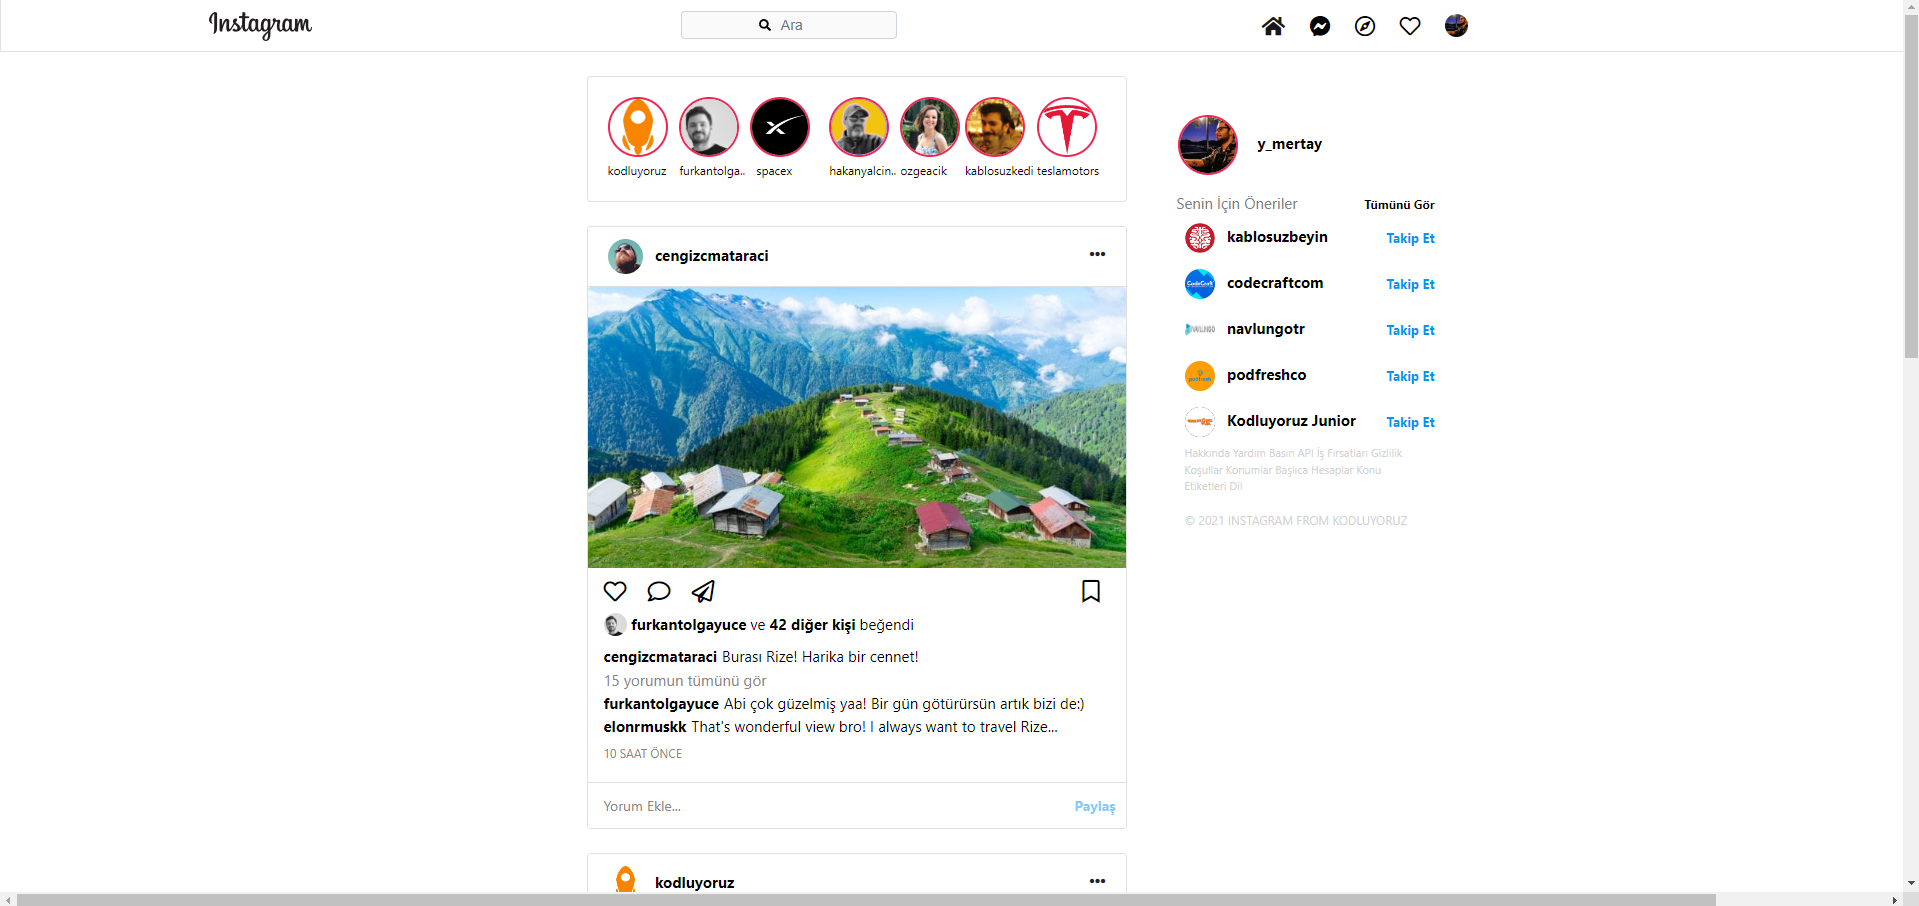 Instagram
Ara
kodluyoruz furkantolga.. spacex hakanyalcin.. ozgeacik kablosuzkedi teslamotors
y_mertay
Senin İçin Öneriler Tümünü Gör
kablosuzbeyin Takip Et
codecraftcom Takip Et
navlungotr Takip Et
podfreshco Takip Et
Kodluyoruz Junior Takip Et
Hakkında Yardım Basın API İş Fırsatları Gizlilik
Koşullar Konumlar Başlıca Hesaplar Konu
Etiketleri Dil
© 2021 INSTAGRAM FROM KODLUYORUZ
cengizcmataraci
furkantolgayuce ve 42 diğer kişi beğendi
cengizcmataraci Burası Rize! Harika bir cennet!
15 yorumun tümünü gör
furkantolgayuce Abi çok güzelmiş yaa! Bir gün götürürsün artık bizi de:)
elonrmuskk That's wonderful view bro! I always want to travel Rize...
10 SAAT ÖNCE
Yorum Ekle... Paylaş
kodluyoruz